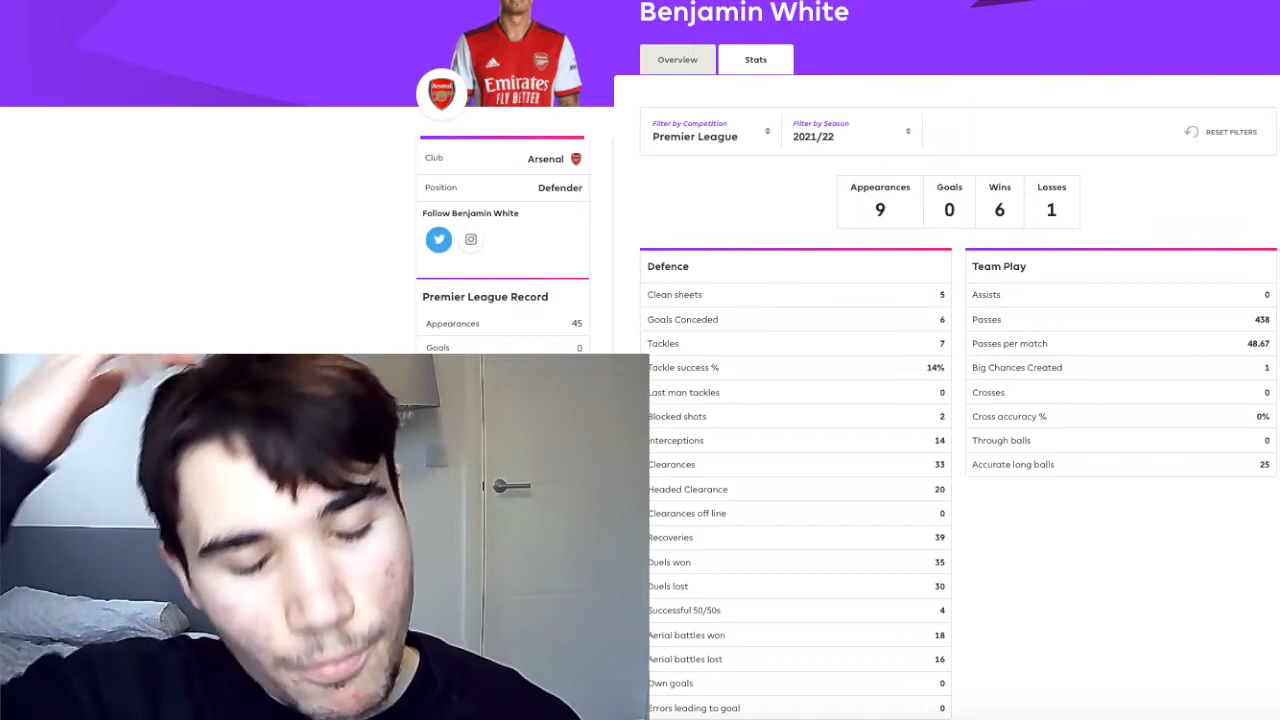 Benjamin White
Overview
Stats
Arsenal
Emirates
FLY BETTER
Filter by Competition
Premier League
Filter by Season
2021/22
RESET FILTERS
Club Arsenal
Position Defender
Follow Benjamin White
Premier League Record
Appearances 45
Goals 0
Appearances Goals Wins Losses
9 0 6 1
Defence
Clean sheets 5
Goals Conceded 6
Tackles 7
Tackle success % 14%
Last man tackles 0
Blocked shots 2
Interceptions 14
Clearances 33
Headed Clearance 20
Clearances off line 0
Recoveries 39
Duels won 35
Duels lost 30
Successful 50/50s 4
Aerial battles won 18
Aerial battles lost 16
Own goals 0
Errors leading to goal 0
Team Play
Assists 0
Passes 438
Passes per match 48.67
Big Chances Created 1
Crosses 0
Cross accuracy % 0%
Through balls 0
Accurate long balls 25